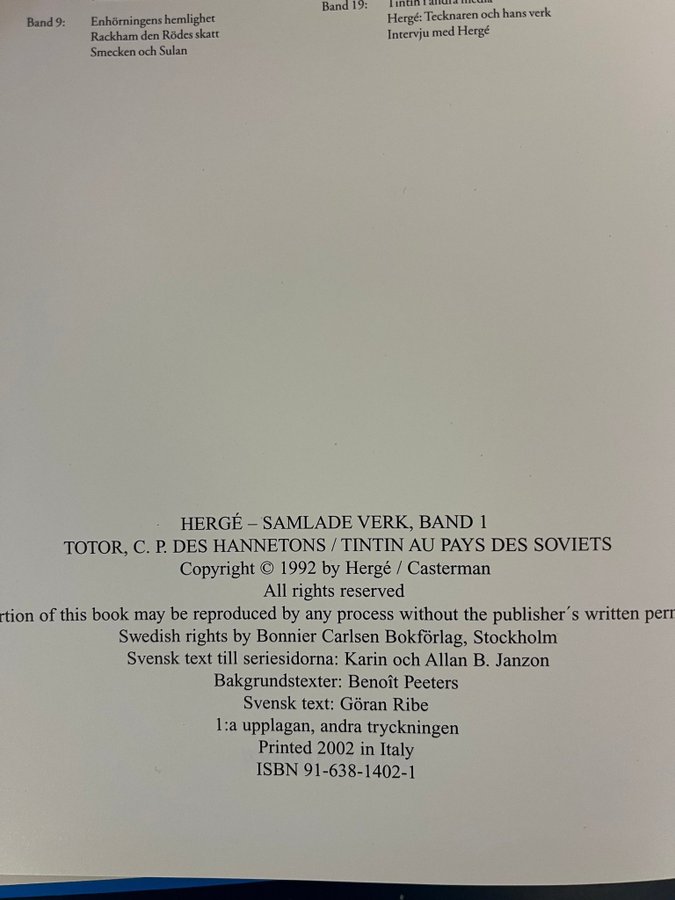 Band 9: Enhörningens hemlighet
Rackham den Rödes skatt
Smecken och Sulan
Band 19: Tintin i andra media
Hergé: Tecknaren och hans verk
Intervju med Hergé
HERGÉ – SAMLADE VERK, BAND 1
TOTOR, C. P. DES HANNETONS / TINTIN AU PAYS DES SOVIETS
Copyright © 1992 by Hergé / Casterman
All rights reserved
of this book may be reproduced by any process without the publisher´s written
Swedish rights by Bonnier Carlsen Bokförlag, Stockholm
Svensk text till seriesidorna: Karin och Allan B. Janzon
Bakgrundstexter: Benoît Peeters
Svensk text: Göran Ribe
1:a upplagan, andra tryckningen
Printed 2002 in Italy
ISBN 91-638-1402-1